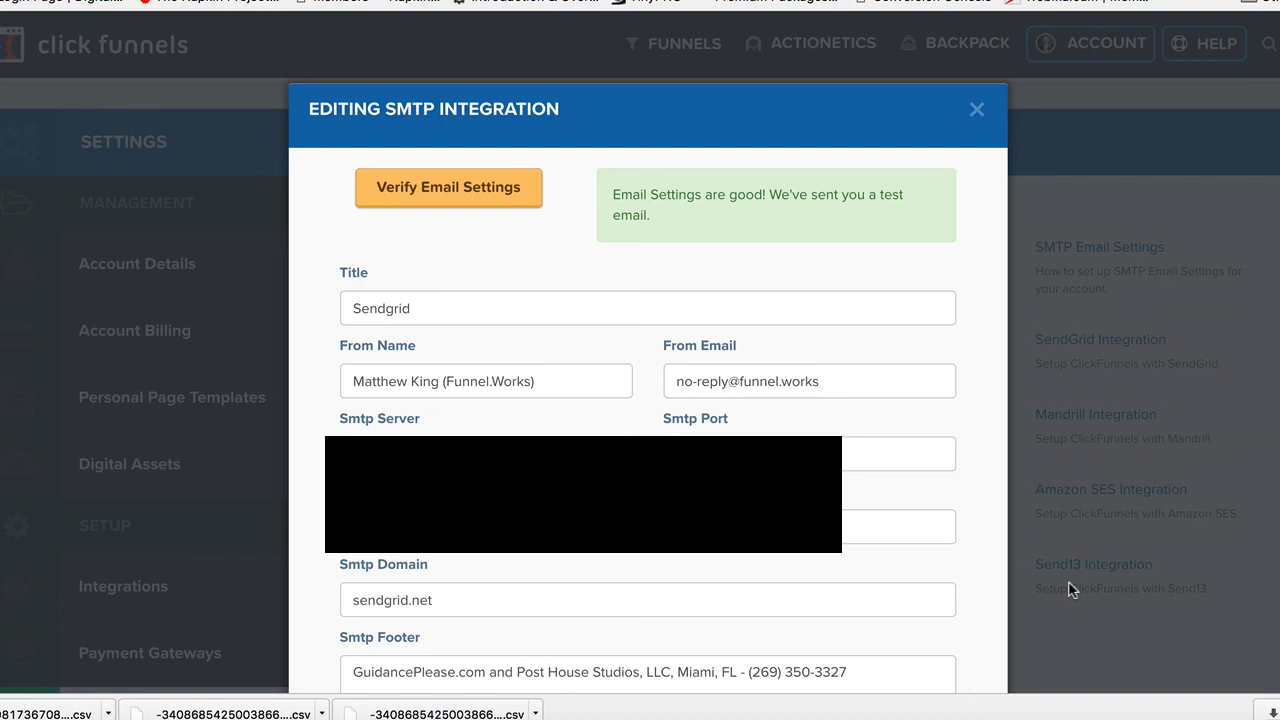 click funnels
FUNNELS
ACTIONETICS
BACKPACK
ACCOUNT
HELP
EDITING SMTP INTEGRATION
SETTINGS
Verify Email Settings
Email Settings are good! We've sent you a test
email.
MANAGEMENT
Account Details
Account Billing
Personal Page Templates
Digital Assets
SETUP
Integrations
Payment Gateways
Title
Sendgrid
From Name
From Email
Matthew King (Funnel.Works)
no-reply@funnel.works
Smtp Server
Smtp Port
Smtp Domain
sendgrid.net
Smtp Footer
GuidancePlease.com and Post House Studios, LLC, Miami, FL - (269) 350-3327
SMTP Email Settings
How to set up SMTP Email Settings for
your account.
SendGrid Integration
Setup ClickFunnels with SendGrid.
Mandrill Integration
Setup ClickFunnels with Mandrill.
Amazon SES Integration
Setup ClickFunnels with Amazon SES.
Send13 Integration
Setup ClickFunnels with Send13.
081736708....csv
-3408685425003866....csv
-3408685425003866....csv